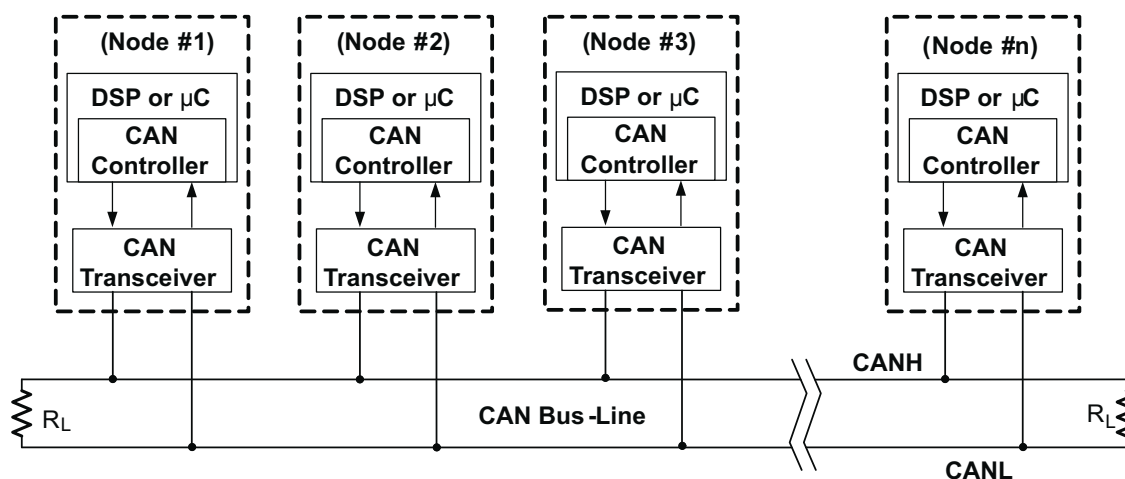 (Node #1)
DSP or µC
CAN
Controller
CAN
Transceiver
(Node #2)
DSP or µC
CAN
Controller
CAN
Transceiver
(Node #3)
DSP or µC
CAN
Controller
CAN
Transceiver
(Node #n)
DSP or µC
CAN
Controller
CAN
Transceiver
CANH
RL
CAN Bus-Line
RL
CANL